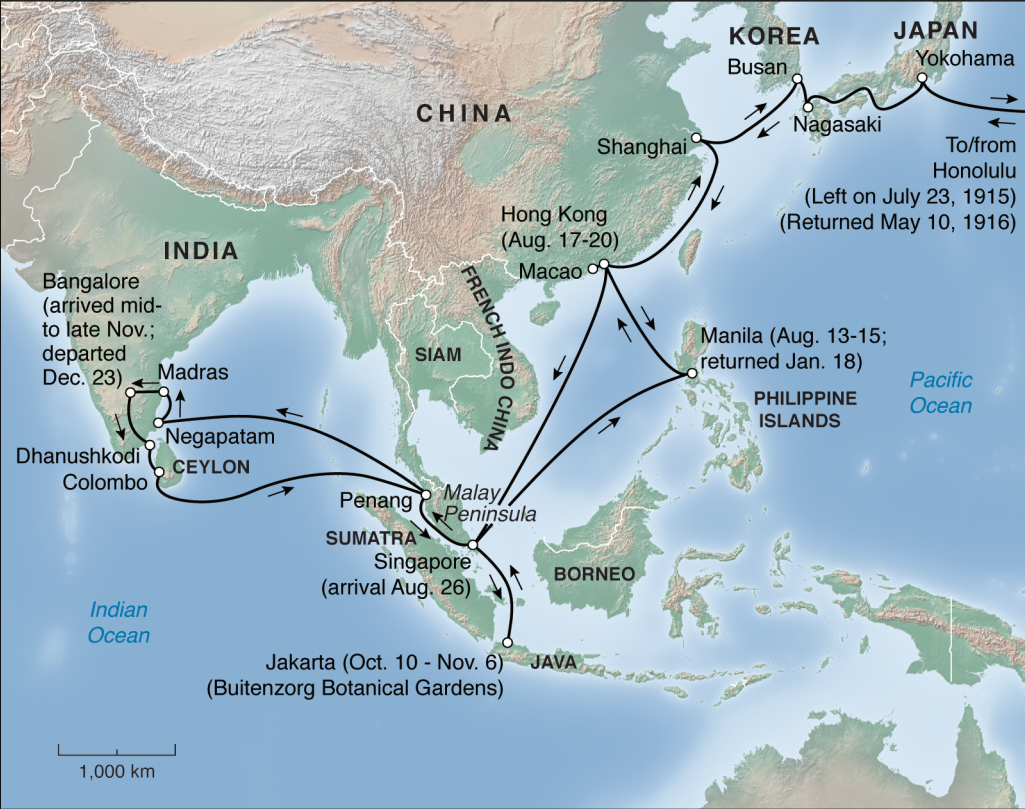 KOREA
JAPAN
Busan
Yokohama
CHINA
Nagasaki
Shanghai
To/from
Honolulu
(Left on July 23, 1915)
(Returned May 10, 1916)
Hong Kong
(Aug. 17-20)
Macao
INDIA
Bangalore
(arrived mid-
to late Nov.;
departed
Dec. 23)
Madras
FRENCH INDO CHINA
SIAM
Manila (Aug. 13-15;
returned Jan. 18)
Pacific
Ocean
PHILIPPINE
ISLANDS
Negapatam
Dhanushkodi
CEYLON
Colombo
Penang
Malay
Peninsula
SUMATRA
Singapore
(arrival Aug. 26)
BORNEO
Indian
Ocean
Jakarta (Oct. 10 - Nov. 6)
(Buitenzorg Botanical Gardens)
JAVA
1,000 km